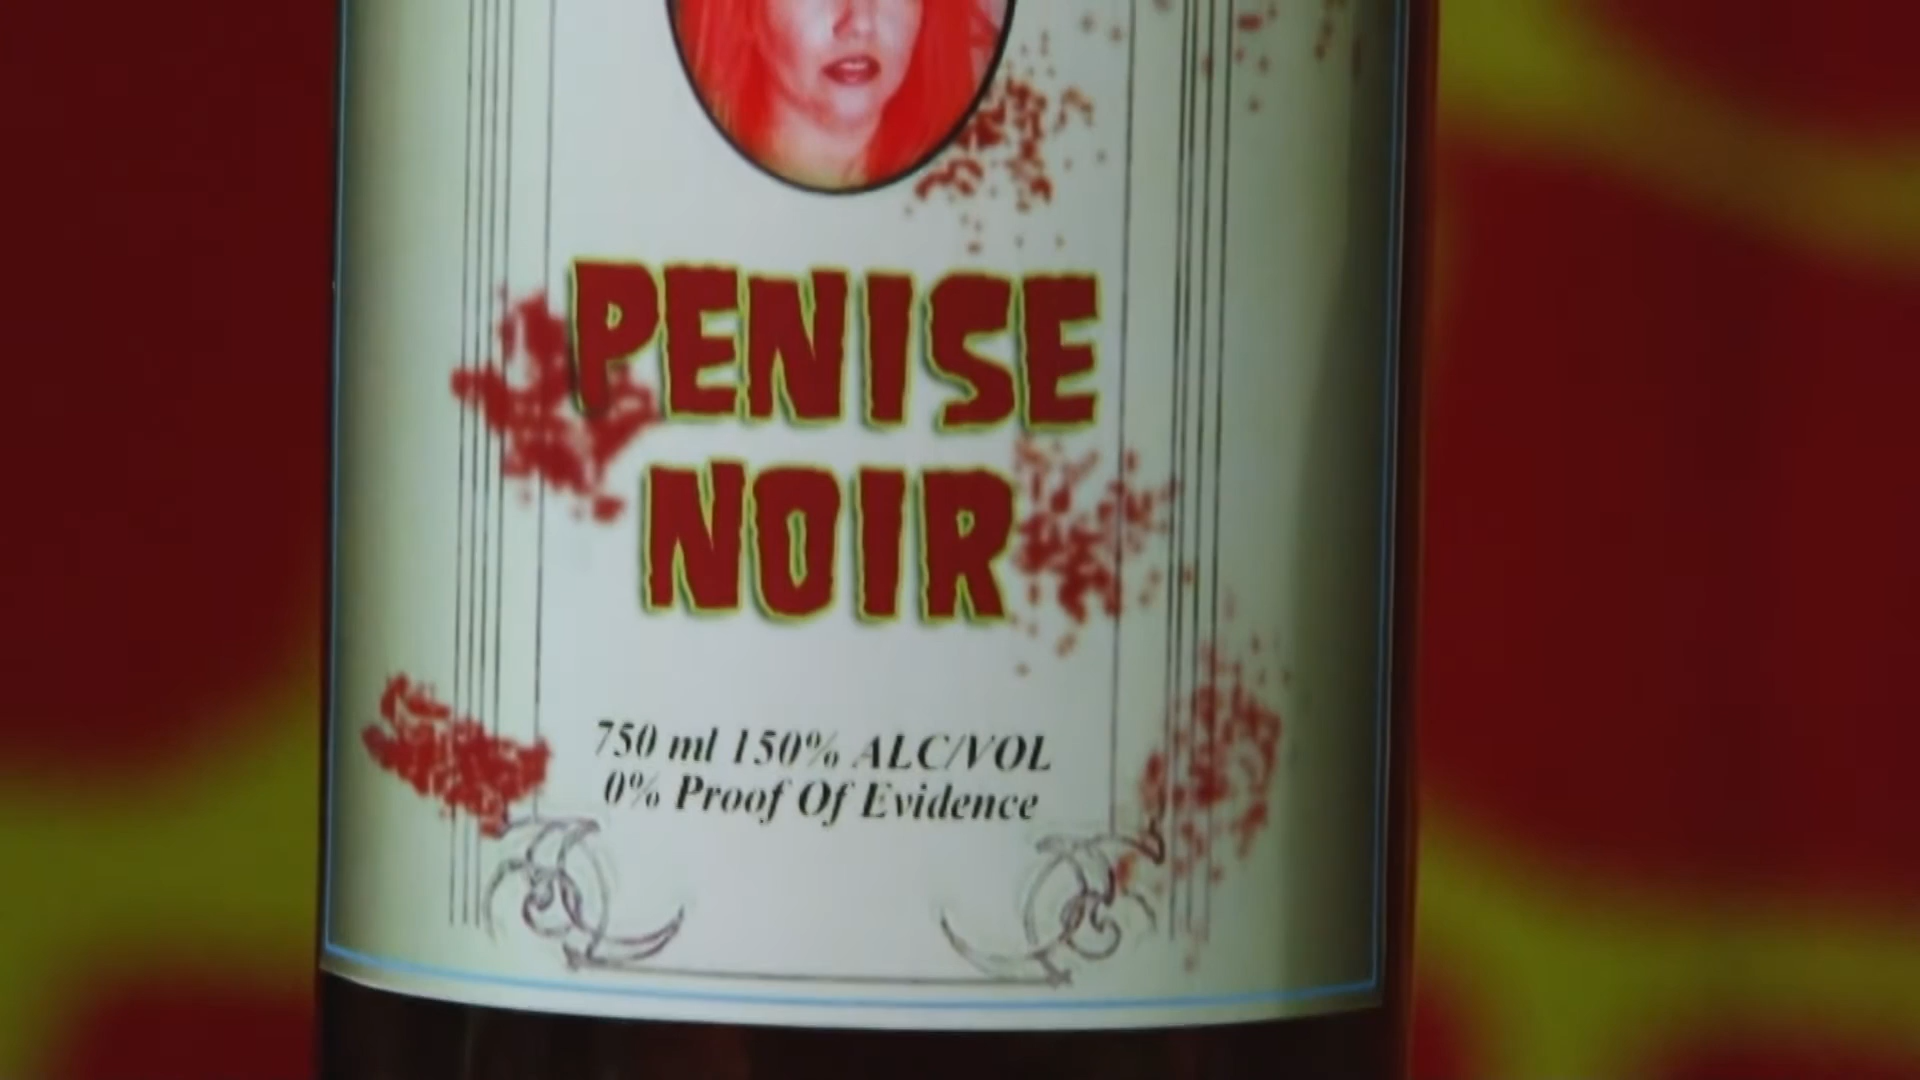 PENISE
NOIR
750 ml 150% ALC/VOL
0% Proof Of Evidence